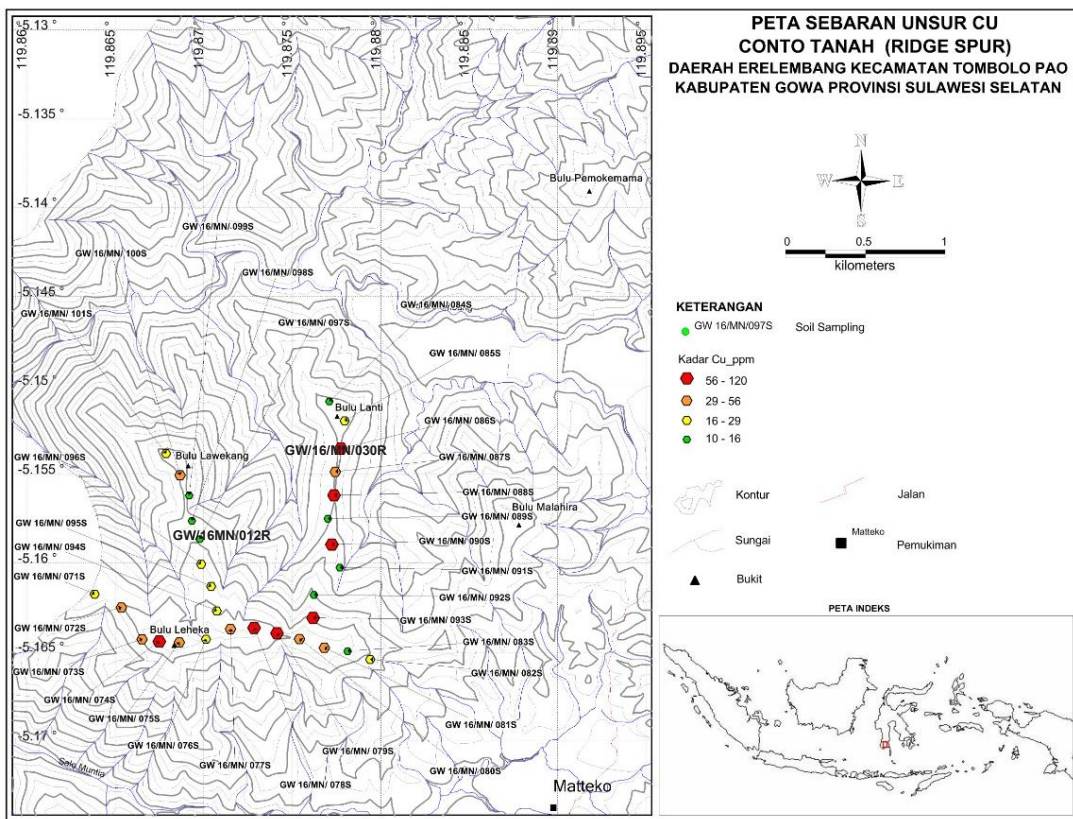 PETA SEBARAN UNSUR CU
CONTO TANAH (RIDGE SPUR)
DAERAH ERELEMBANG KECAMATAN TOMBOLO PAO
KABUPATEN GOWA PROVINSI SULAWESI SELATAN
N
W E
S
0 0.5 1
kilometers
KETERANGAN
GW 16/MN/097S Soil Sampling
Kadar Cu_ppm
56 - 120
29 - 56
16 - 29
10 - 16
Kontur
Jalan
Sungai
Matteko
Pemukiman
Bukit
PETA INDEKS
119.865
119.87
119.875
119.88
119.885
119.89
119.895
-5.13
-5.135 °
-5.14 °
-5.145 °
-5.15 °
-5.155 °
-5.16 °
-5.165 °
-5.17 °
Bulu Pemokemama
GW 16/MN/ 099S
GW 16/MN/ 100S
GW 16/MN/ 098S
GW 16/MN/ 101S
GW 16/MN/ 084S
GW 16/MN/ 097S
GW 16/MN/ 085S
Bulu Lanti
GW 16/MN/ 086S
GW/16/MN/030R
Bulu Lawekang
GW 16/MN/ 096S
GW 16/MN/ 087S
GW 16/MN/ 088S
Bulu Malahira
GW 16/MN/ 089S
GW 16/MN/ 095S
GW/16MN/012R
GW 16/MN/ 090S
GW 16/MN/ 094S
GW 16/MN/ 091S
GW 16/MN/ 071S
GW 16/MN/ 092S
GW 16/MN/ 093S
GW 16/MN/ 072S
Bulu Leheka
GW 16/MN/ 083S
GW 16/MN/ 073S
GW 16/MN/ 082S
GW 16/MN/ 074S
GW 16/MN/ 075S
GW 16/MN/ 081S
GW 16/MN/ 076S
GW 16/MN/ 079S
GW 16/MN/ 077S
GW 16/MN/ 080S
Salo Muntia
GW 16/MN/ 078S
Matteko